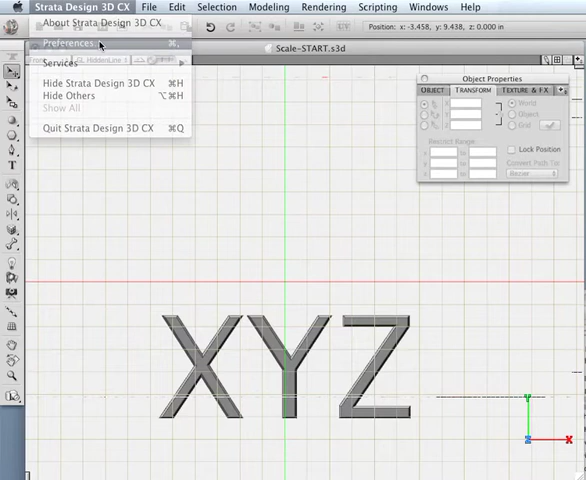 Strata Design 3D CX File Edit Selection Modeling Rendering Scripting Windows Help
About Strata Design 3D CX
Position: X: -3.458, Y: 9.438, Z: 0.000 in
Preferences... ⌘,
Scale-START.s3d
GL HiddenLine
Services
Object Properties
Hide Strata Design 3D CX ⌘H
OBJECT TRANSFORM TEXTURE & FX
Hide Others ⌥⌘H
World
Show All
Object
Grid
Quit Strata Design 3D CX ⌘Q
Restrict Range:
Lock Position
Convert Path To:
Bezier
XYZ
Y
Z X